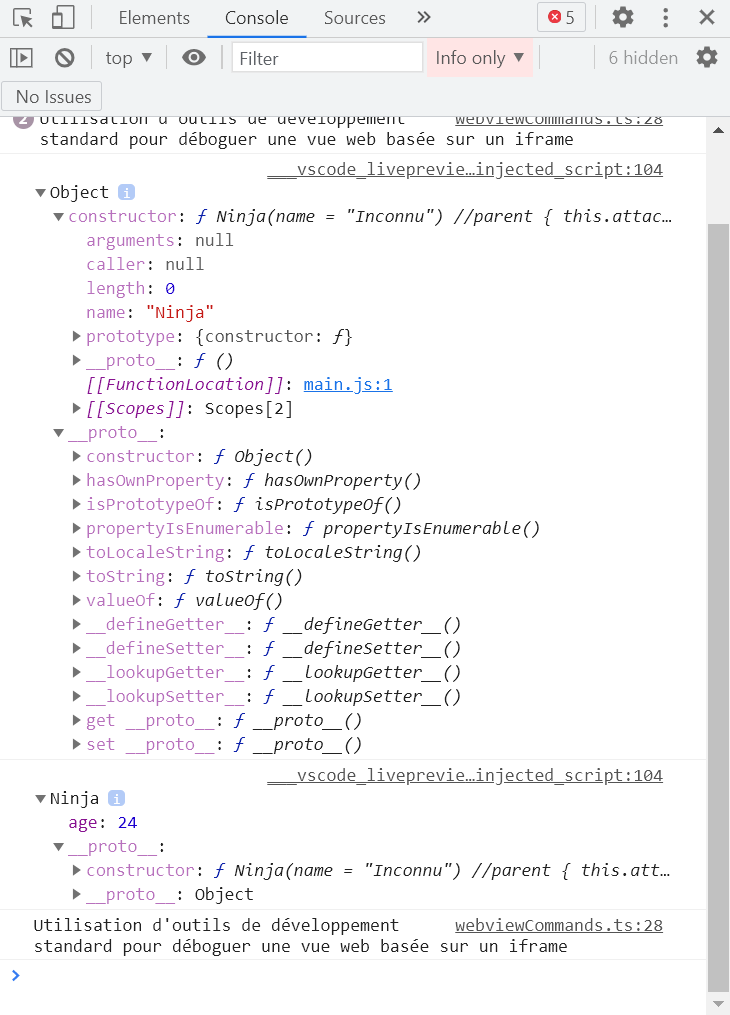 Elements Console Sources 5
top Filter Info only 6 hidden
No Issues
2 Utilisation d'outils de développement webviewCommands.ts:28
standard pour déboguer une vue web basée sur un iframe
___vscode_liveprevie…injected_script:104
Object i
constructor: ƒ Ninja(name = "Inconnu") //parent { this.attac…
arguments: null
caller: null
length: 0
name: "Ninja"
prototype: {constructor: ƒ}
__proto__: ƒ ()
[[FunctionLocation]]: main.js:1
[[Scopes]]: Scopes[2]
__proto__:
constructor: ƒ Object()
hasOwnProperty: ƒ hasOwnProperty()
isPrototypeOf: ƒ isPrototypeOf()
propertyIsEnumerable: ƒ propertyIsEnumerable()
toLocaleString: ƒ toLocaleString()
toString: ƒ toString()
valueOf: ƒ valueOf()
__defineGetter__: ƒ __defineGetter__()
__defineSetter__: ƒ __defineSetter__()
__lookupGetter__: ƒ __lookupGetter__()
__lookupSetter__: ƒ __lookupSetter__()
get __proto__: ƒ __proto__()
set __proto__: ƒ __proto__()
___vscode_liveprevie…injected_script:104
Ninja i
age: 24
__proto__:
constructor: ƒ Ninja(name = "Inconnu") //parent { this.att…
__proto__: Object
Utilisation d'outils de développement webviewCommands.ts:28
standard pour déboguer une vue web basée sur un iframe